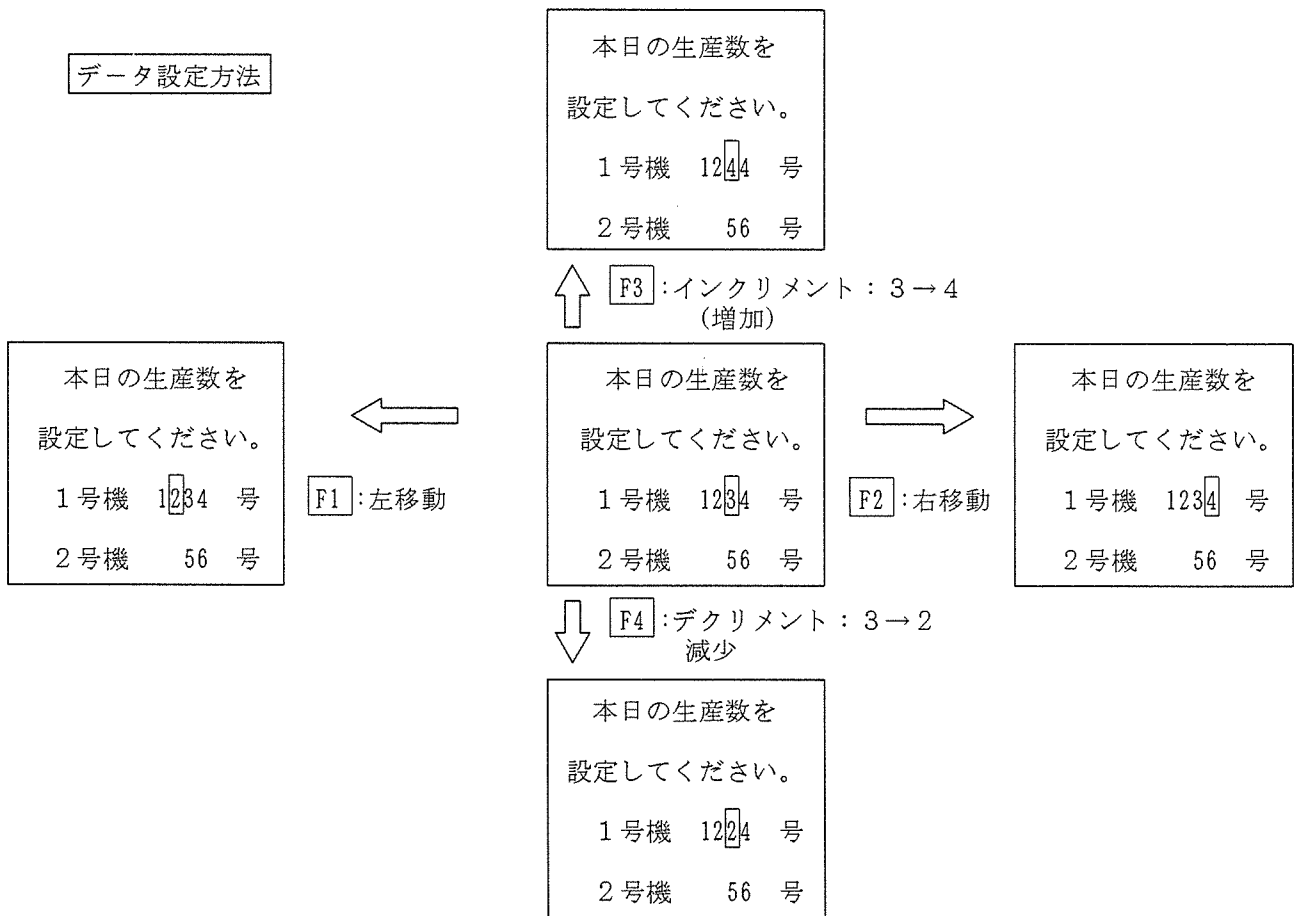 データ設定方法
本日の生産数を
設定してください。
1号機 1244 号
2号機 56 号
F3:インクリメント:3→4
(増加)
本日の生産数を
設定してください。
1号機 1234 号
2号機 56 号
F1:左移動
本日の生産数を
設定してください。
1号機 1234 号
2号機 56 号
F2:右移動
本日の生産数を
設定してください。
1号機 1234 号
2号機 56 号
F4:デクリメント:3→2
減少
本日の生産数を
設定してください。
1号機 1224 号
2号機 56 号